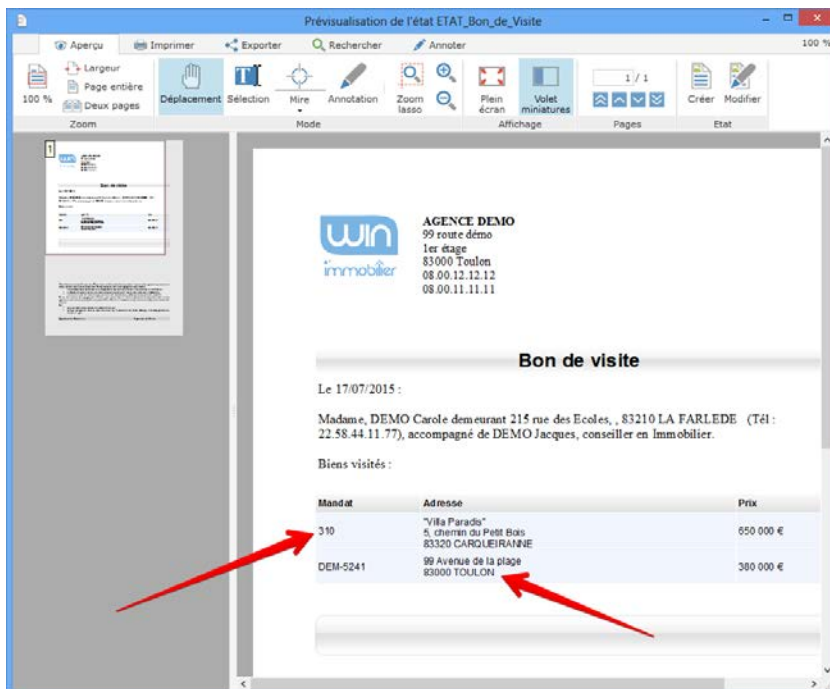 Prévisualisation de l'état ETAT_Bon_de_Visite
Aperçu Imprimer Exporter Rechercher Annoter 100 %
100 %
Largeur
Page entière
Deux pages
Zoom
Déplacement
Sélection
Mire
Annotation
Zoom lasso
Mode
Plein écran
Volet miniatures
Affichage
1 / 1
Pages
Créer
Modifier
Etat
1
win
immobilier
AGENCE DEMO
99 route démo
1er étage
83000 Toulon
08.00.12.12.12
08.00.11.11.11
Bon de visite
Le 17/07/2015 :
Madame, DEMO Carole demeurant 215 rue des Ecoles, , 83210 LA FARLEDE (Tél :
22.58.44.11.77), accompagné de DEMO Jacques, conseiller en Immobilier.
Biens visités :
Mandat Adresse Prix
310 "Villa Paradis" 650 000 €
5, chemin du Petit Bois
83320 CARQUEIRANNE
DEM-5241 99 Avenue de la plage 380 000 €
83000 TOULON